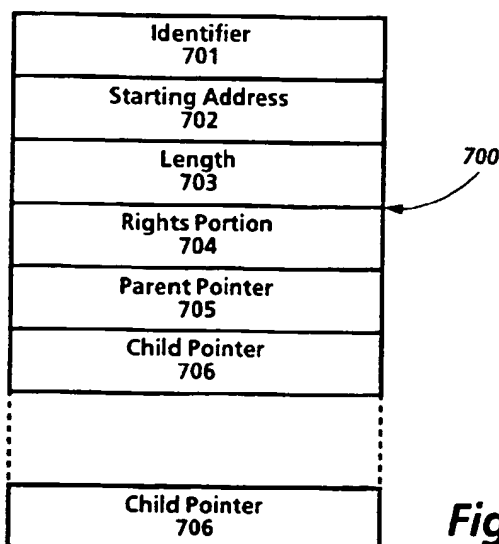 Identifier
701
Starting Address
702
Length
703
700
Rights Portion
704
Parent Pointer
705
Child Pointer
706
Child Pointer
706
Fig